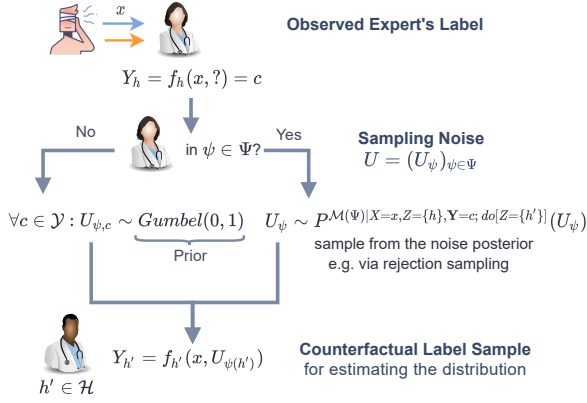 x
Observed Expert's Label
Y_h = f_h(x, ?) = c
No
in ψ ∈ Ψ?
Yes
Sampling Noise
U = (U_ψ)_{ψ∈Ψ}
∀c ∈ 𝒴 : U_{ψ,c} ∼ Gumbel(0, 1)
Prior
U_ψ ∼ P^{ℳ(Ψ)|X=x,Z={h},Y=c; do[Z={h′}]}(U_ψ)
sample from the noise posterior
e.g. via rejection sampling
h′ ∈ ℋ
Y_{h′} = f_{h′}(x, U_{ψ(h′)})
Counterfactual Label Sample
for estimating the distribution